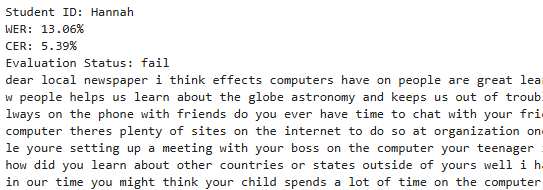 Student ID: Hannah
WER: 13.06%
CER: 5.39%
Evaluation Status: fail
dear local newspaper i think effects computers have on people are great lea
w people helps us learn about the globe astronomy and keeps us out of troub
lways on the phone with friends do you ever have time to chat with your fri
computer theres plenty of sites on the internet to do so at organization on
le youre setting up a meeting with your boss on the computer your teenager
how did you learn about other countries or states outside of yours well i h
in our time you might think your child spends a lot of time on the computer